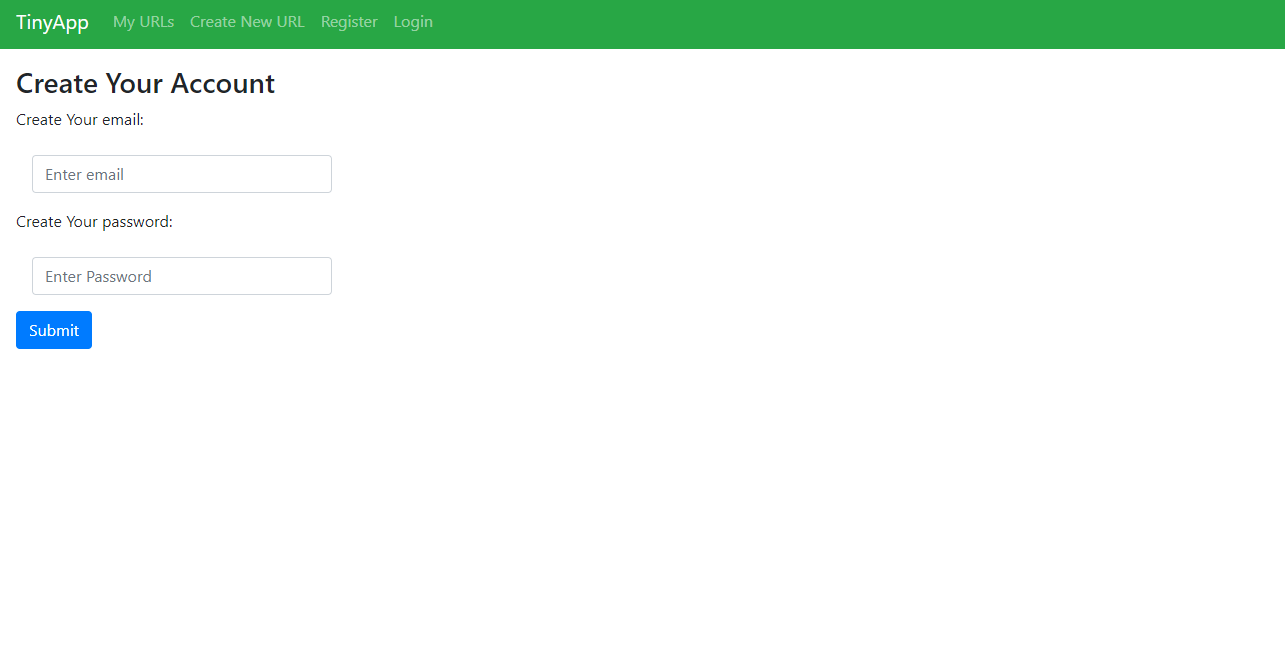 TinyApp My URLs Create New URL Register Login
Create Your Account
Create Your email:
Enter email
Create Your password:
Enter Password
Submit